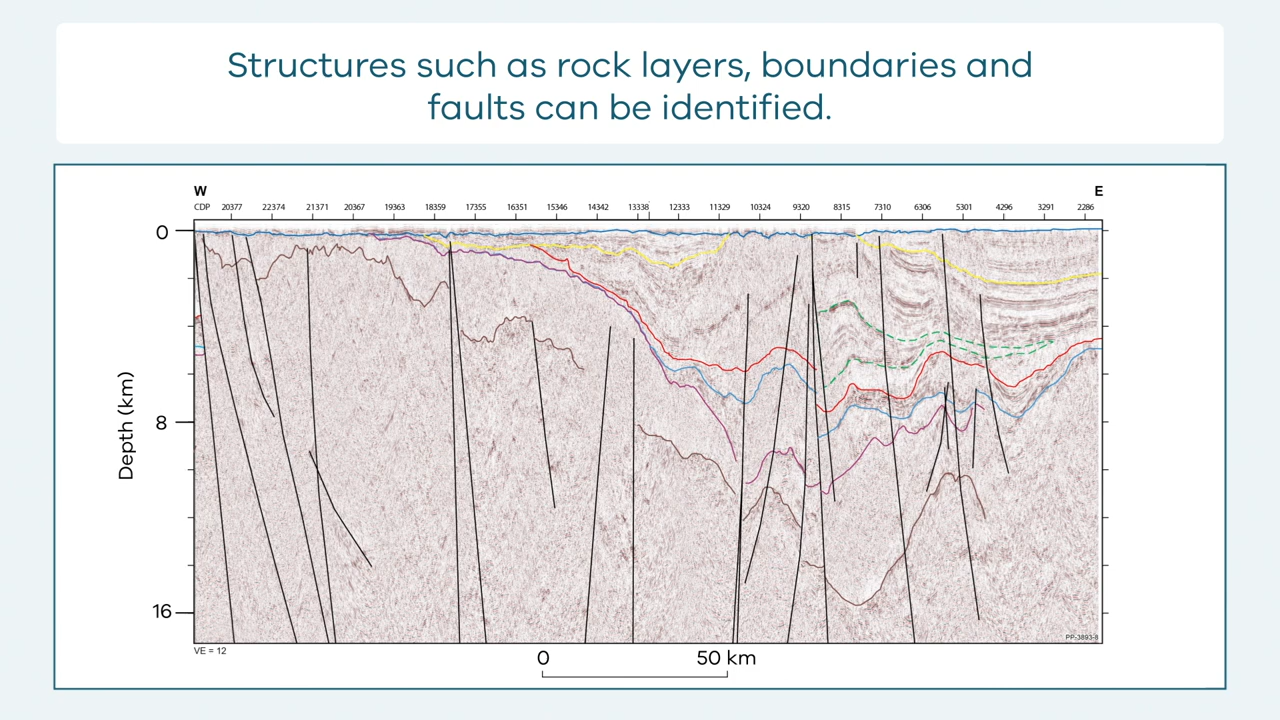 Structures such as rock layers, boundaries and
faults can be identified.
W E
CDP 20377 22374 21371 20367 19363 18359 17355 16351 15346 14342 13338 12333 11329 10324 9320 8315 7310 6306 5301 4296 3291 2286
0
Depth (km)
8
16
PP-3893-8
VE = 12
0 50 km